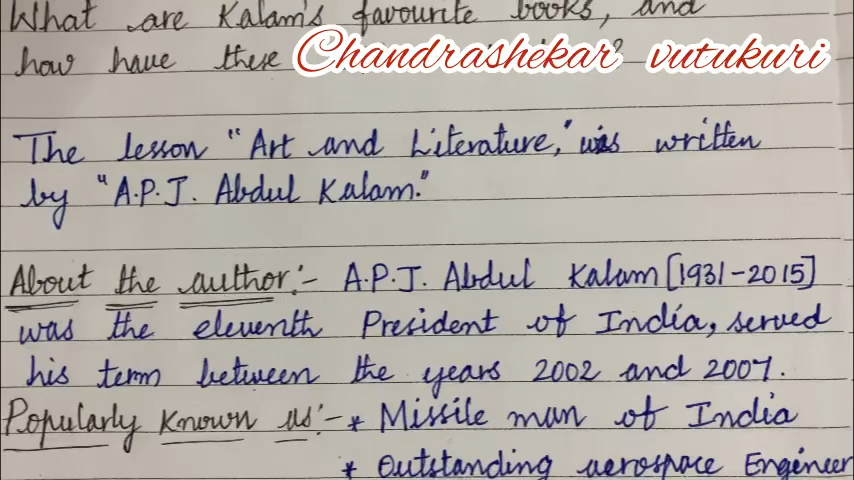 What are Kalam's favourite books, and
how have these
Chandrashekar vutukuri
The lesson "Art and Literature," is written
by "A.P.J. Abdul Kalam."
About the author:- A.P.J. Abdul Kalam [1931-2015]
was the eleventh President of India, served
his term between the years 2002 and 2007.
Popularly known as:- * Missile man of India
* Outstanding aerospace Engineer